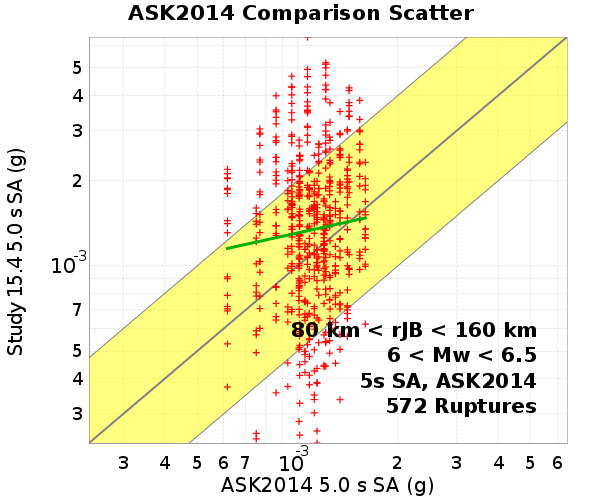 ASK2014 Comparison Scatter
Study 15.4 5.0 s SA (g)
5
4
3
2
10-3
7
5
4
3
80 km < rJB < 160 km
6 < Mw < 6.5
5s SA, ASK2014
572 Ruptures
3 4 5 6 7 10-3 2 3 4 5 6
ASK2014 5.0 s SA (g)